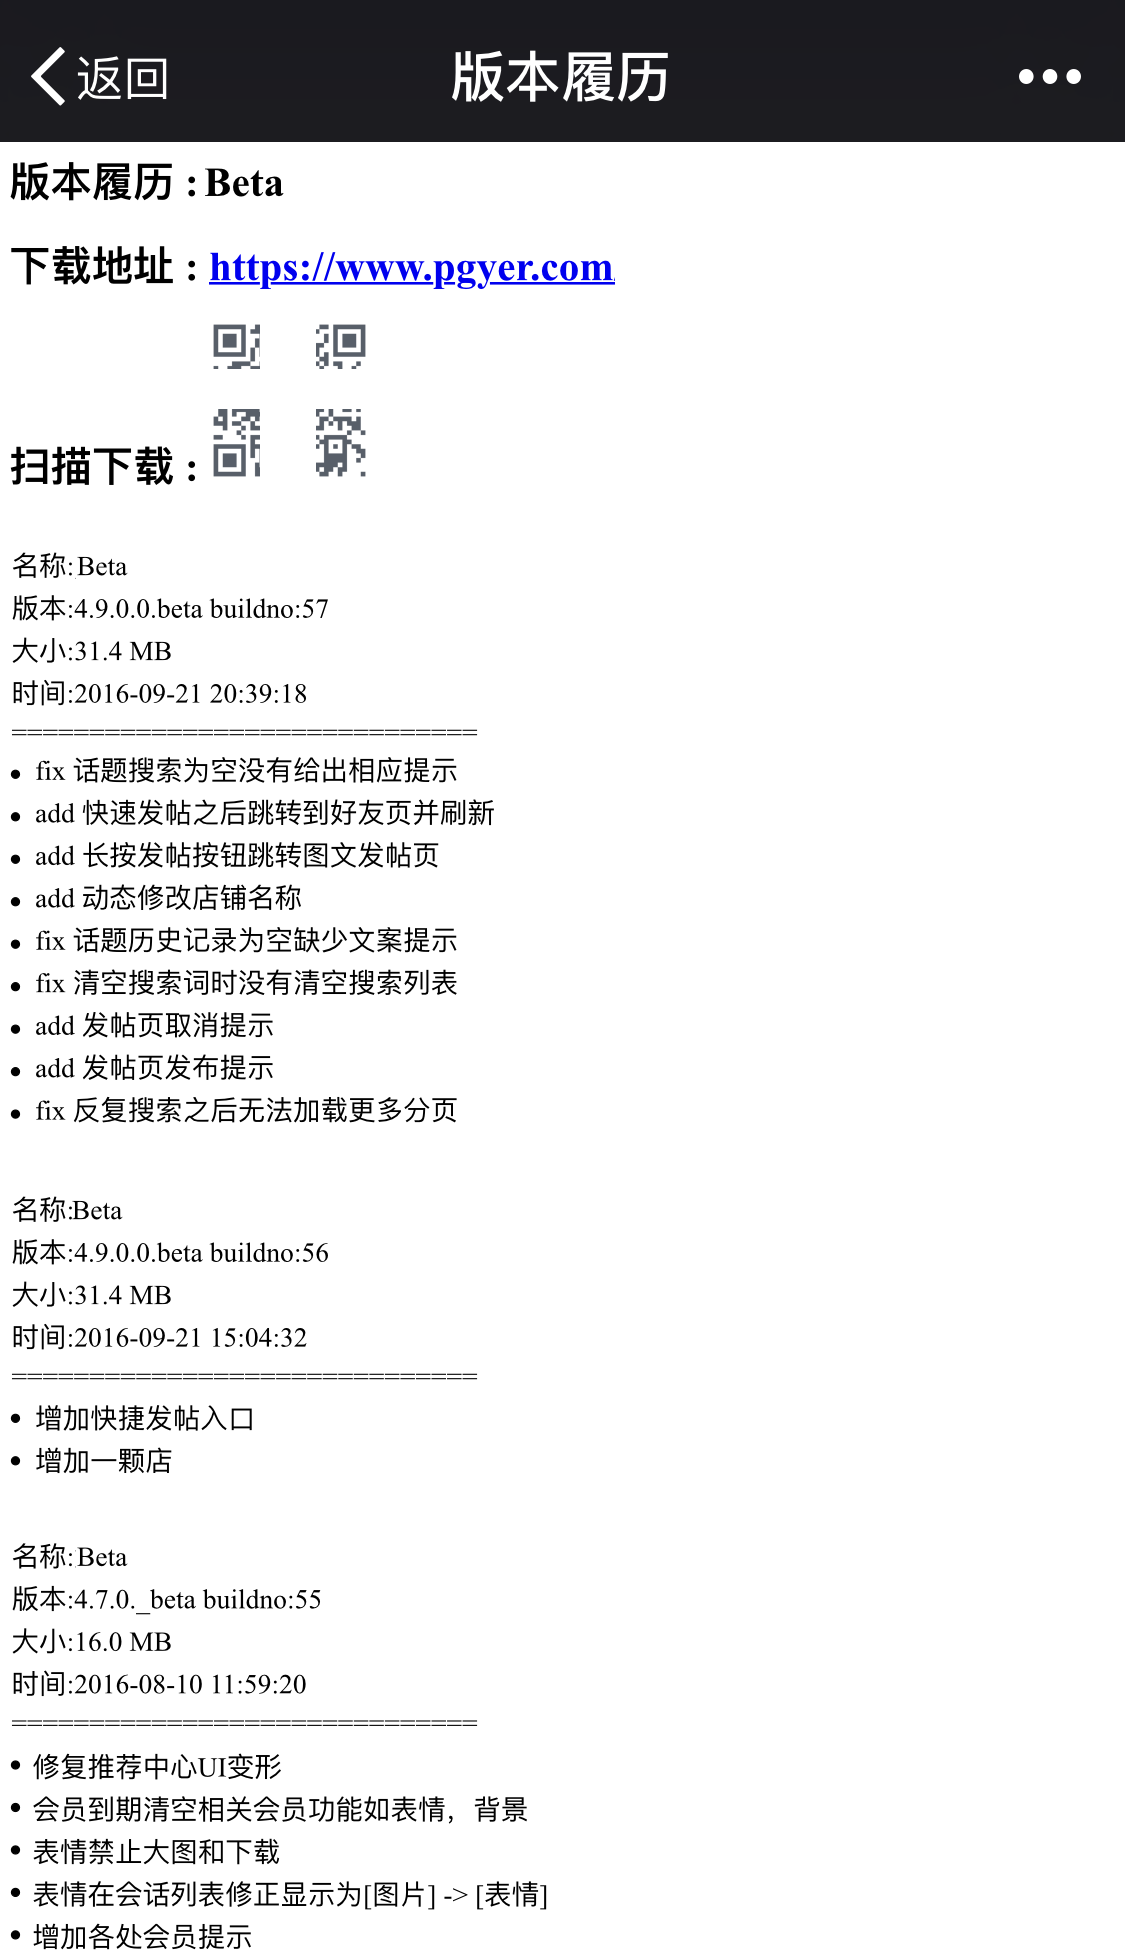 返回 版本履历 •••
版本履历 : Beta
下载地址 : https://www.pgyer.com
扫描下载 :
名称: Beta
版本:4.9.0.0.beta buildno:57
大小:31.4 MB
时间:2016-09-21 20:39:18
==============================
• fix 话题搜索为空没有给出相应提示
• add 快速发帖之后跳转到好友页并刷新
• add 长按发帖按钮跳转图文发帖页
• add 动态修改店铺名称
• fix 话题历史记录为空缺少文案提示
• fix 清空搜索词时没有清空搜索列表
• add 发帖页取消提示
• add 发帖页发布提示
• fix 反复搜索之后无法加载更多分页
名称:Beta
版本:4.9.0.0.beta buildno:56
大小:31.4 MB
时间:2016-09-21 15:04:32
==============================
• 增加快捷发帖入口
• 增加一颗店
名称: Beta
版本:4.7.0._beta buildno:55
大小:16.0 MB
时间:2016-08-10 11:59:20
==============================
• 修复推荐中心UI变形
• 会员到期清空相关会员功能如表情，背景
• 表情禁止大图和下载
• 表情在会话列表修正显示为[图片] -> [表情]
• 增加各处会员提示